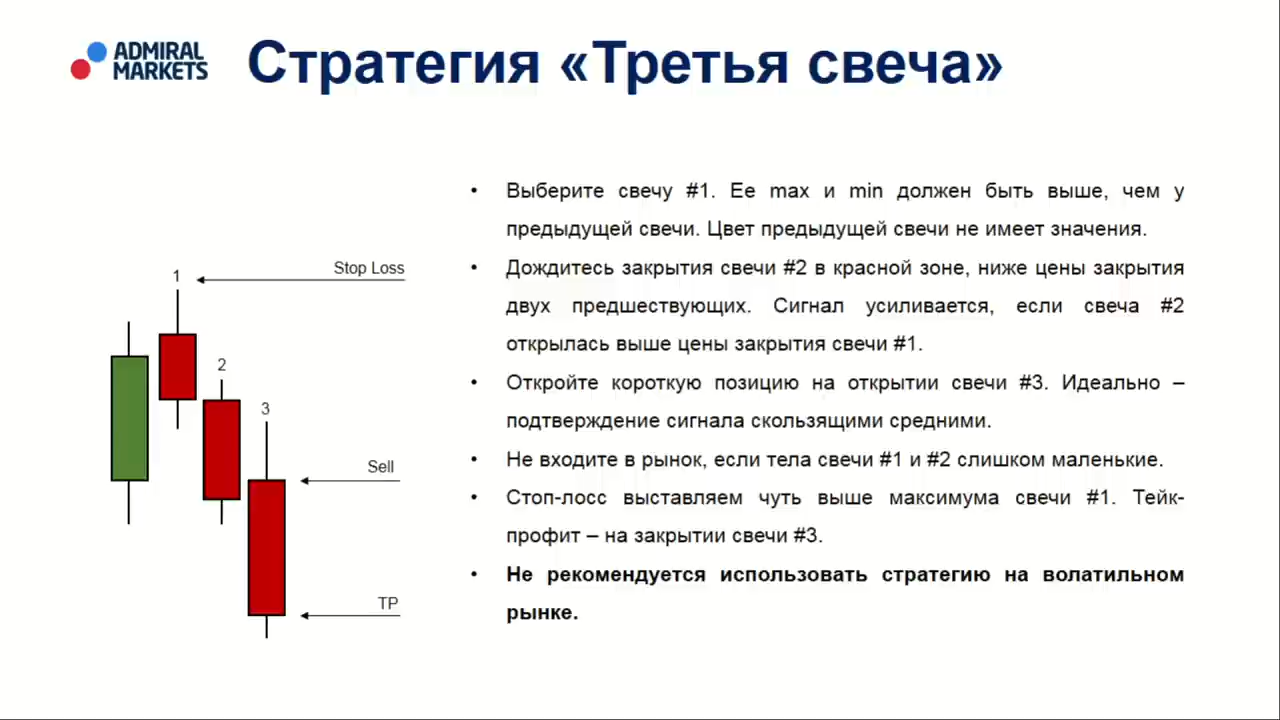 ADMIRAL
MARKETS
Стратегия «Третья свеча»
• Выберите свечу #1. Ее max и min должен быть выше, чем у
предыдущей свечи. Цвет предыдущей свечи не имеет значения.
• Дождитесь закрытия свечи #2 в красной зоне, ниже цены закрытия
двух предшествующих. Сигнал усиливается, если свеча #2
открылась выше цены закрытия свечи #1.
• Откройте короткую позицию на открытии свечи #3. Идеально –
подтверждение сигнала скользящими средними.
• Не входите в рынок, если тела свечи #1 и #2 слишком маленькие.
• Стоп-лосс выставляем чуть выше максимума свечи #1. Тейк-
профит – на закрытии свечи #3.
• Не рекомендуется использовать стратегию на волатильном
рынке.
1
Stop Loss
2
3
Sell
TP